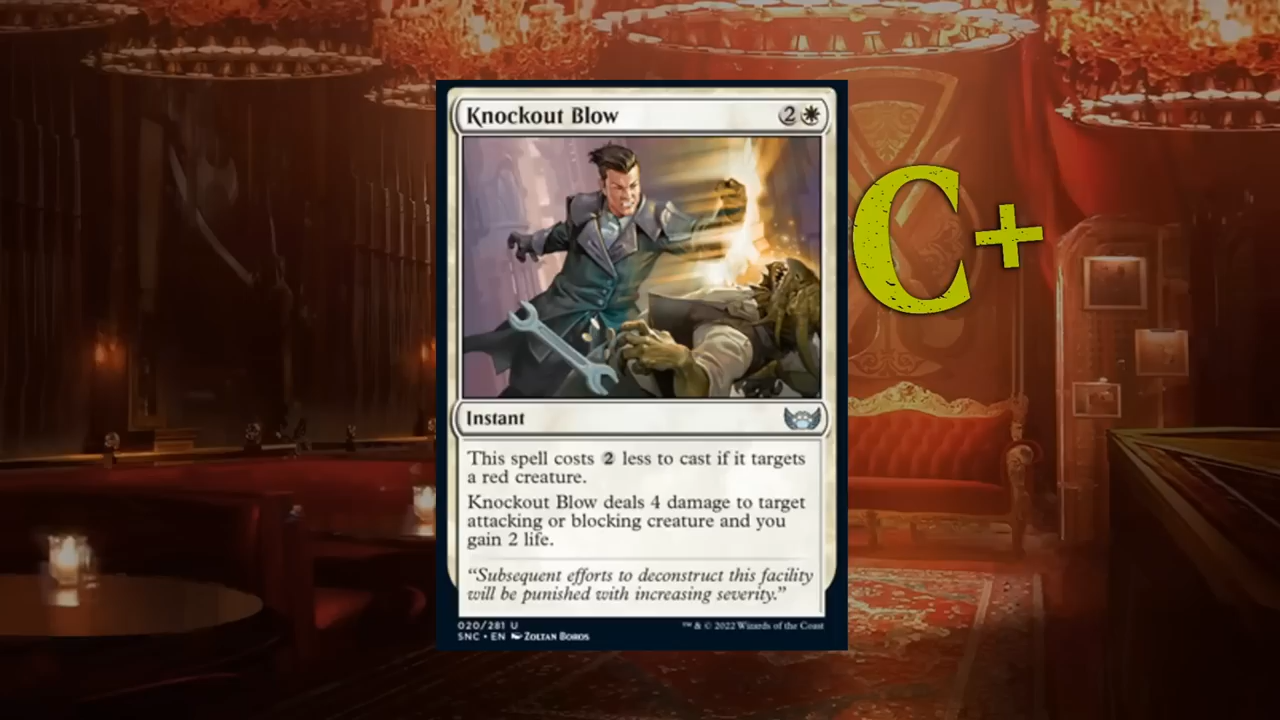 Knockout Blow 2
C+
Instant
This spell costs 2 less to cast if it targets
a red creature.
Knockout Blow deals 4 damage to target
attacking or blocking creature and you
gain 2 life.
“Subsequent efforts to deconstruct this facility
will be punished with increasing severity.”
020/281 U
SNC • EN Zoltan Boros
™ & © 2022 Wizards of the Coast